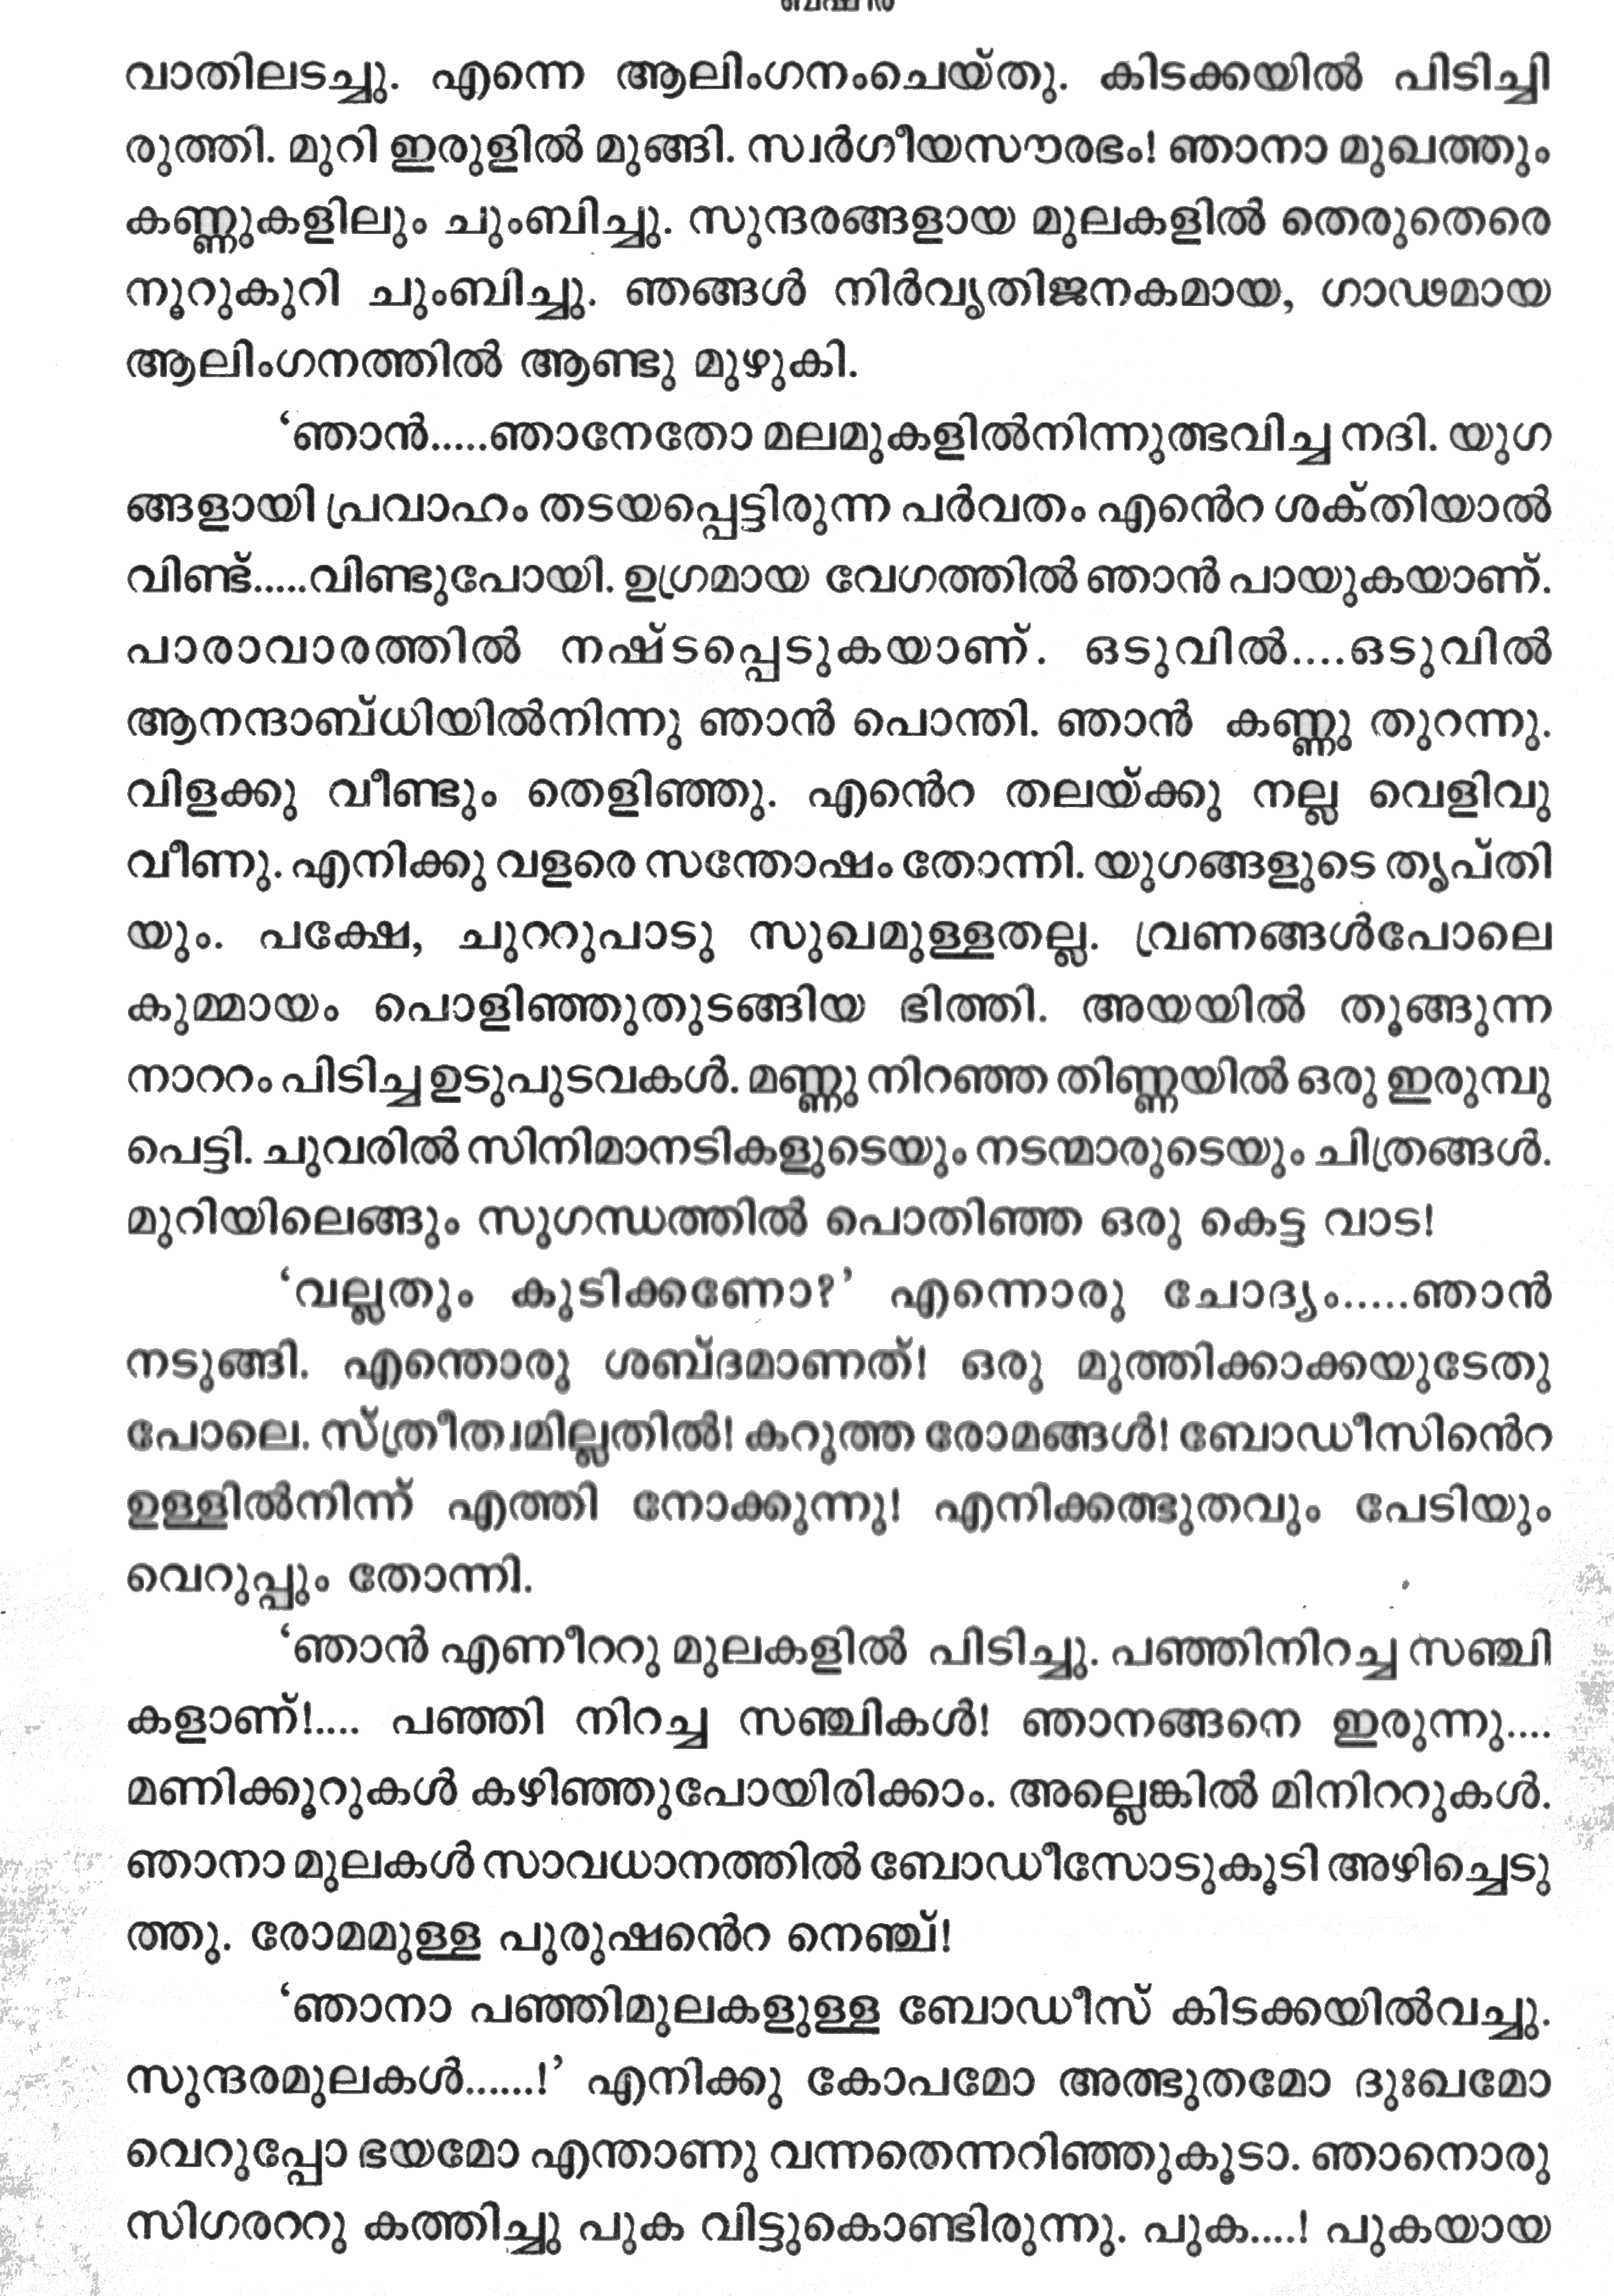 ബഷീർ
വാതിലടച്ചു. എന്നെ ആലിംഗനംചെയ്തു. കിടക്കയിൽ പിടിച്ചി
രുത്തി. മുറി ഇരുളിൽ മുങ്ങി. സ്വർഗീയസൗരഭം! ഞാനാ മുഖത്തും
കണ്ണുകളിലും ചുംബിച്ചു. സുന്ദരങ്ങളായ മുലകളിൽ തെരുതെരെ
നൂറുകുറി ചുംബിച്ചു. ഞങ്ങൾ നിർവൃതിജനകമായ, ഗാഢമായ
ആലിംഗനത്തിൽ ആണ്ടു മുഴുകി.
‘ഞാൻ.....ഞാനേതോ മലമുകളിൽനിന്നുത്ഭവിച്ച നദി. യുഗ
ങ്ങളായി പ്രവാഹം തടയപ്പെട്ടിരുന്ന പർവതം എന്‍െറ ശക്തിയാൽ
വിണ്ട്.....വിണ്ടുപോയി. ഉഗ്രമായ വേഗത്തിൽ ഞാൻ പായുകയാണ്.
പാരാവാരത്തിൽ നഷ്ടപ്പെടുകയാണ്. ഒടുവിൽ....ഒടുവിൽ
ആനന്ദാബ്ധിയിൽനിന്നു ഞാൻ പൊന്തി. ഞാൻ കണ്ണു തുറന്നു.
വിളക്കു വീണ്ടും തെളിഞ്ഞു. എന്‍െറ തലയ്ക്കു നല്ല വെളിവു
വീണു. എനിക്കു വളരെ സന്തോഷം തോന്നി. യുഗങ്ങളുടെ തൃപ്തി
യും. പക്ഷേ, ചുററുപാടു സുഖമുള്ളതല്ല. വ്രണങ്ങൾപോലെ
കുമ്മായം പൊളിഞ്ഞുതുടങ്ങിയ ഭിത്തി. അയയിൽ തൂങ്ങുന്ന
നാററം പിടിച്ച ഉടുപുടവകൾ. മണ്ണു നിറഞ്ഞ തിണ്ണയിൽ ഒരു ഇരുമ്പു
പെട്ടി. ചുവരിൽ സിനിമാനടികളുടെയും നടന്മാരുടെയും ചിത്രങ്ങൾ.
മുറിയിലെങ്ങും സുഗന്ധത്തിൽ പൊതിഞ്ഞ ഒരു കെട്ട വാട!
‘വല്ലതും കുടിക്കണോ?’ എന്നൊരു ചോദ്യം.....ഞാൻ
നടുങ്ങി. എന്തൊരു ശബ്ദമാണത്! ഒരു മുത്തിക്കാക്കയുടേതു
പോലെ. സ്ത്രീത്വമില്ലതിൽ! കറുത്ത രോമങ്ങൾ! ബോഡീസിന്‍െറ
ഉള്ളിൽനിന്ന് എത്തി നോക്കുന്നു! എനിക്കത്ഭുതവും പേടിയും
വെറുപ്പും തോന്നി.
‘ഞാൻ എണീററു മുലകളിൽ പിടിച്ചു. പഞ്ഞിനിറച്ച സഞ്ചി
കളാണ്!.... പഞ്ഞി നിറച്ച സഞ്ചികൾ! ഞാനങ്ങനെ ഇരുന്നു....
മണിക്കൂറുകൾ കഴിഞ്ഞുപോയിരിക്കാം. അല്ലെങ്കിൽ മിനിററുകൾ.
ഞാനാ മുലകൾ സാവധാനത്തിൽ ബോഡീസോടുകൂടി അഴിച്ചെടു
ത്തു. രോമമുള്ള പുരുഷന്‍െറ നെഞ്ച്!
‘ഞാനാ പഞ്ഞിമുലകളുള്ള ബോഡീസ് കിടക്കയിൽവച്ചു.
സുന്ദരമുലകൾ......!’ എനിക്കു കോപമോ അത്ഭുതമോ ദുഃഖമോ
വെറുപ്പോ ഭയമോ എന്താണു വന്നതെന്നറിഞ്ഞുകൂടാ. ഞാനൊരു
സിഗരററു കത്തിച്ചു പുക വിട്ടുകൊണ്ടിരുന്നു. പുക....! പുകയായ